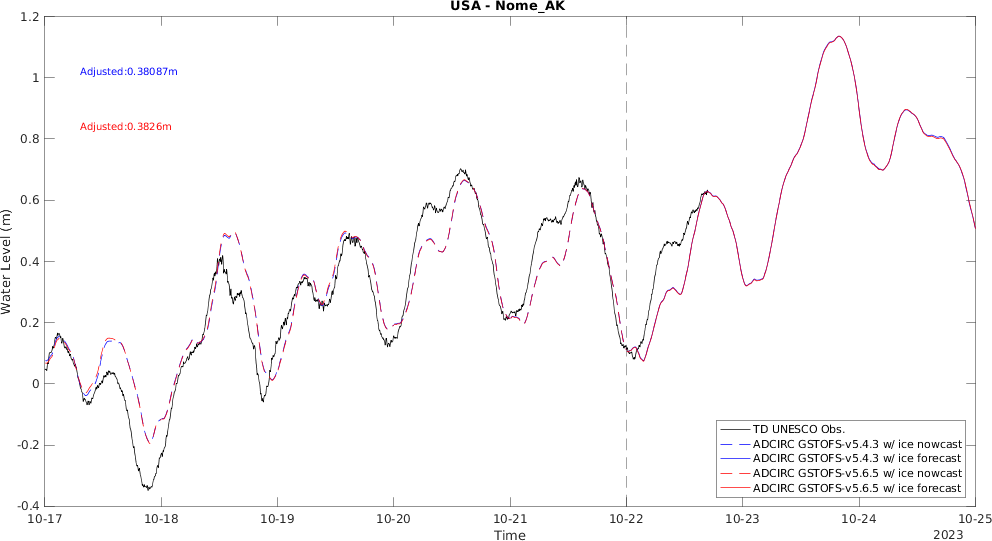 USA - Nome_AK
Adjusted:0.38087m
Adjusted:0.3826m
Water Level (m)
1.2
1
0.8
0.6
0.4
0.2
0
-0.2
-0.4
TD UNESCO Obs.
ADCIRC GSTOFS-v5.4.3 w/ ice nowcast
ADCIRC GSTOFS-v5.4.3 w/ ice forecast
ADCIRC GSTOFS-v5.6.5 w/ ice nowcast
ADCIRC GSTOFS-v5.6.5 w/ ice forecast
10-17 10-18 10-19 10-20 10-21 10-22 10-23 10-24 10-25
Time
2023